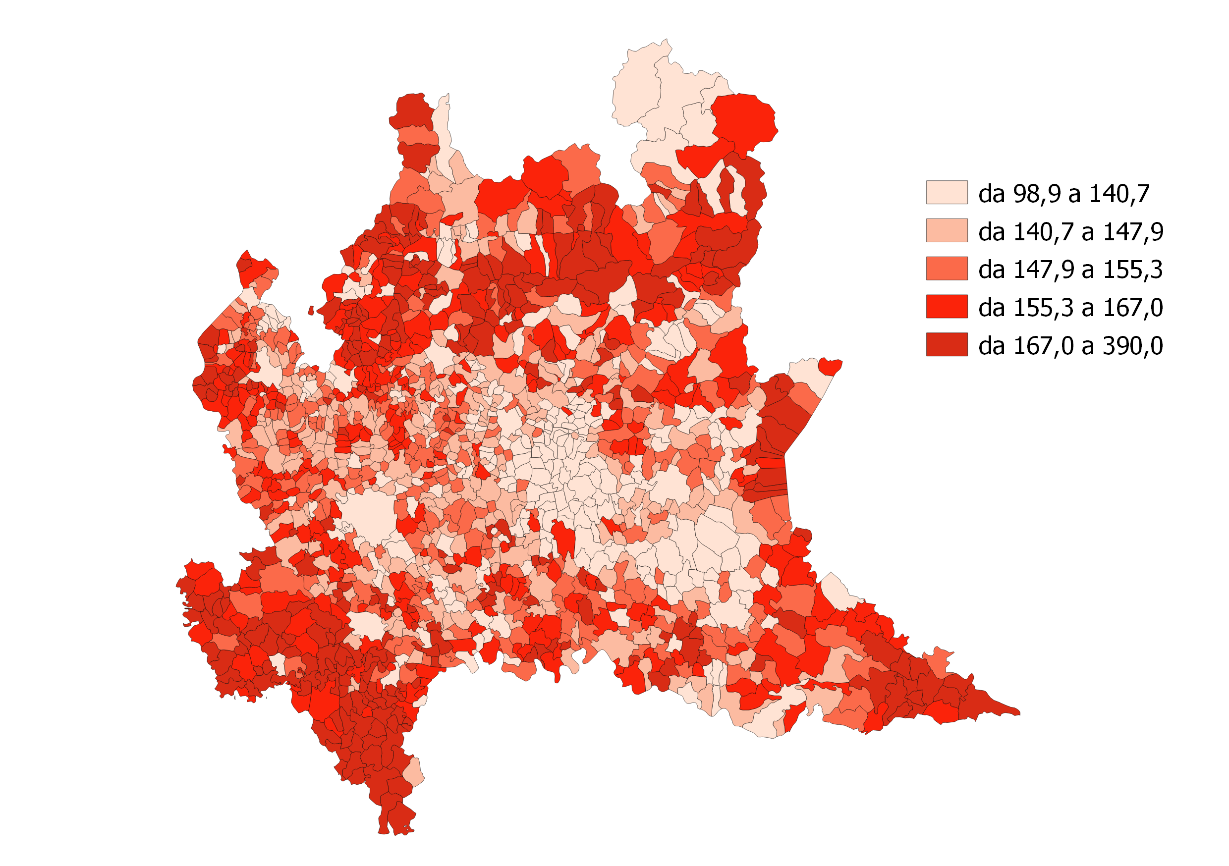 da 98,9 a 140,7
da 140,7 a 147,9
da 147,9 a 155,3
da 155,3 a 167,0
da 167,0 a 390,0